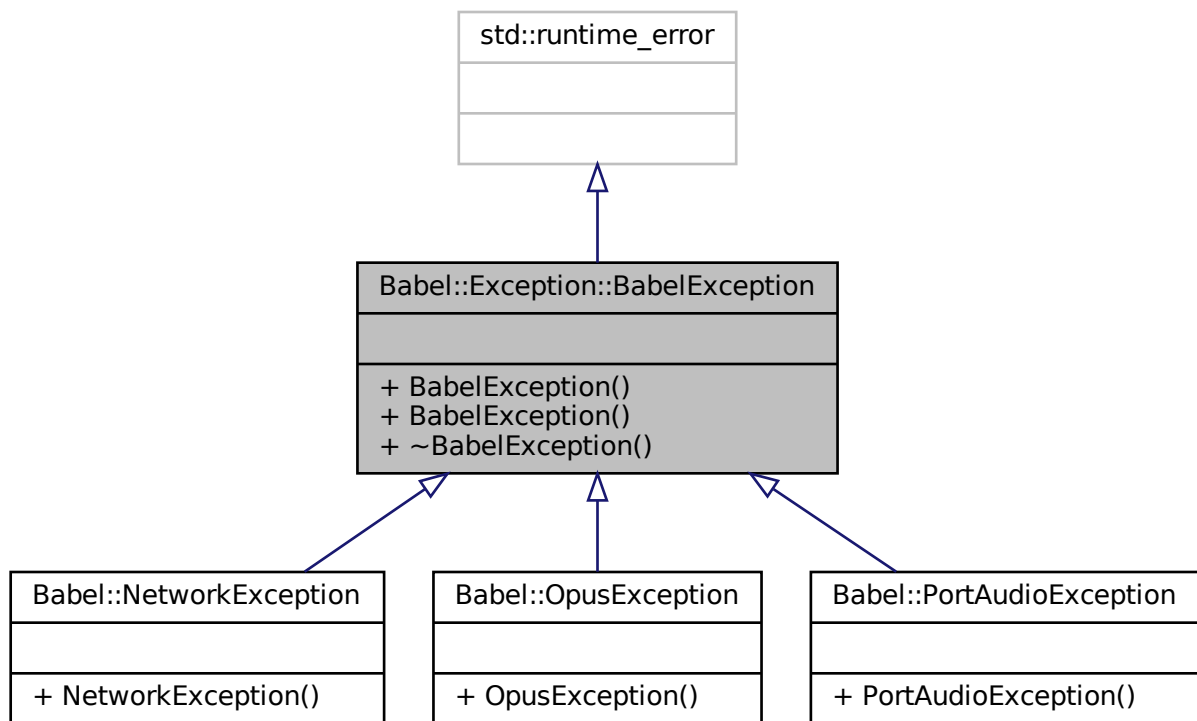 std::runtime_error
Babel::Exception::BabelException
+ BabelException()
+ BabelException()
+ ~BabelException()
Babel::NetworkException
+ NetworkException()
Babel::OpusException
+ OpusException()
Babel::PortAudioException
+ PortAudioException()